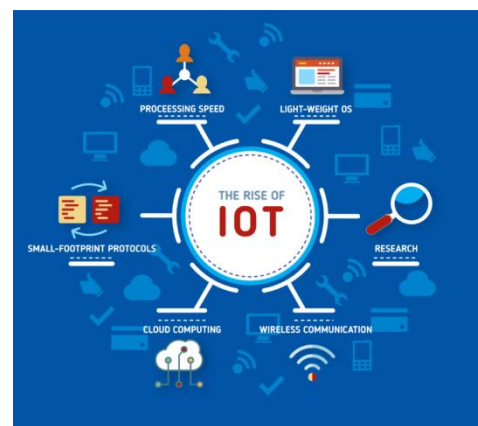 PROCESSING SPEED
LIGHT-WEIGHT OS
THE RISE OF
IOT
SMALL-FOOTPRINT PROTOCOLS
RESEARCH
CLOUD COMPUTING
WIRELESS COMMUNICATION